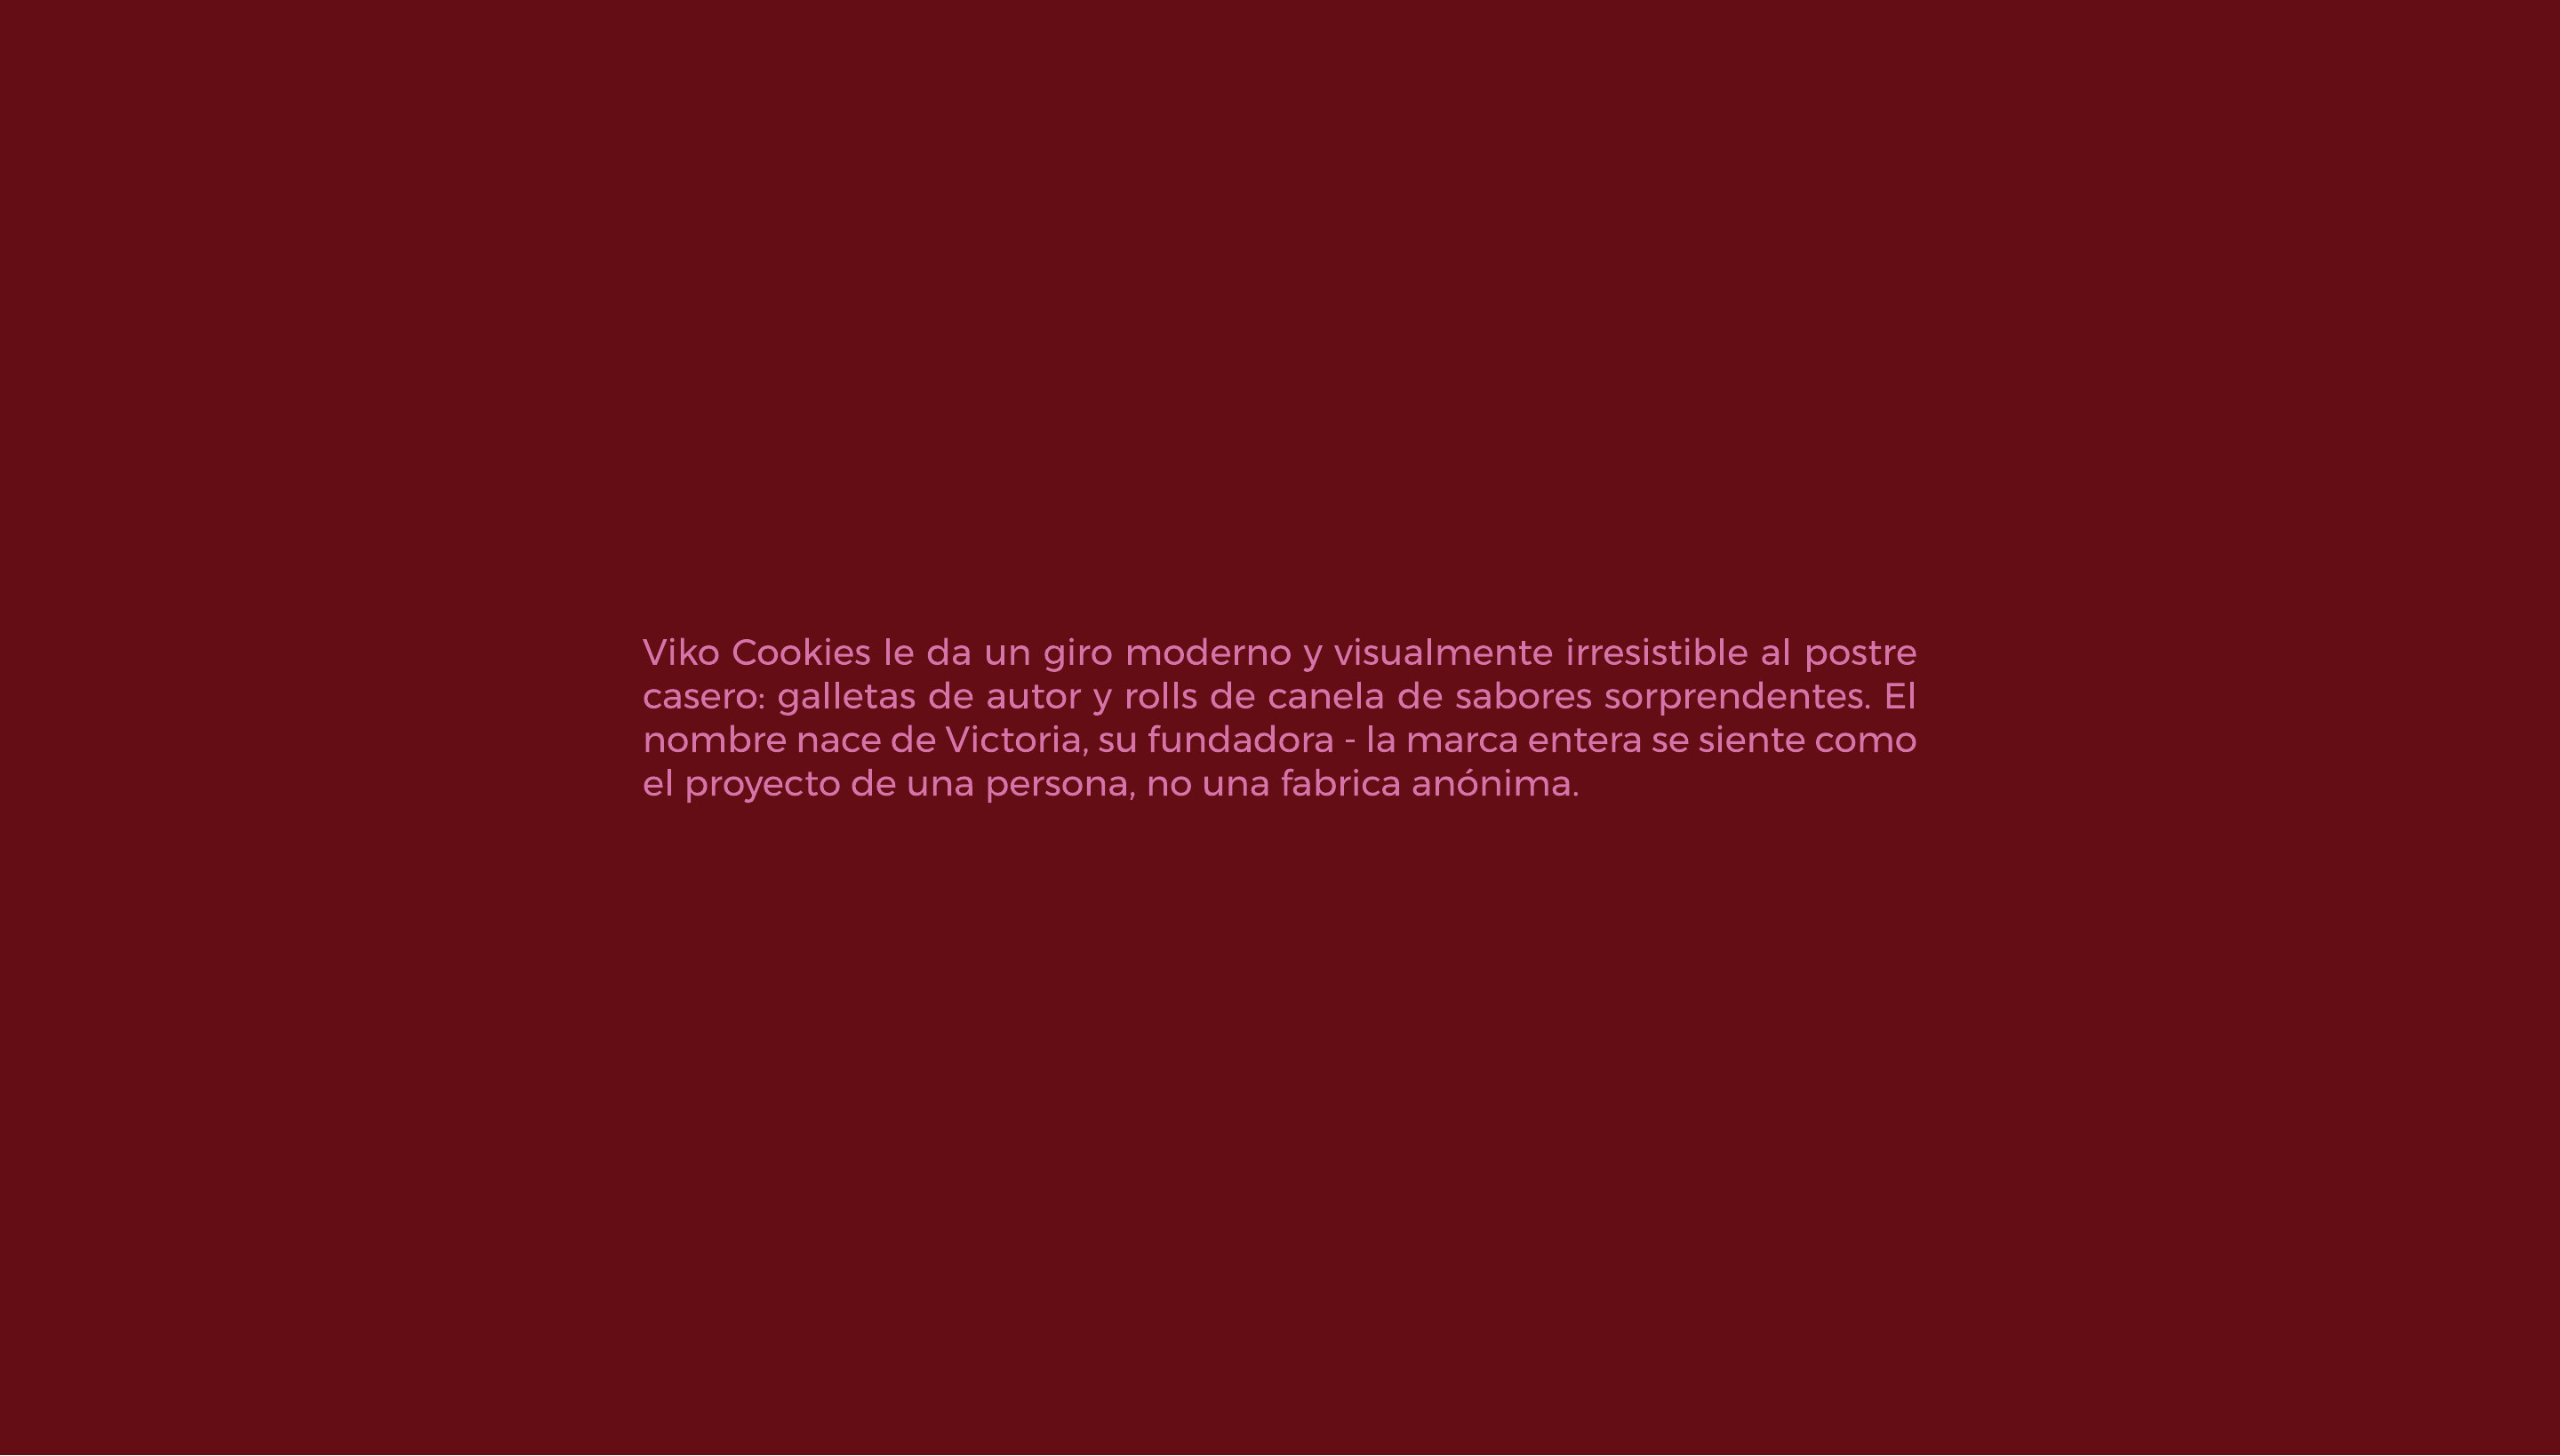 Viko Cookies le da un giro moderno y visualmente irresistible al postre
casero: galletas de autor y rolls de canela de sabores sorprendentes. El
nombre nace de Victoria, su fundadora - la marca entera se siente como
el proyecto de una persona, no una fabrica anónima.